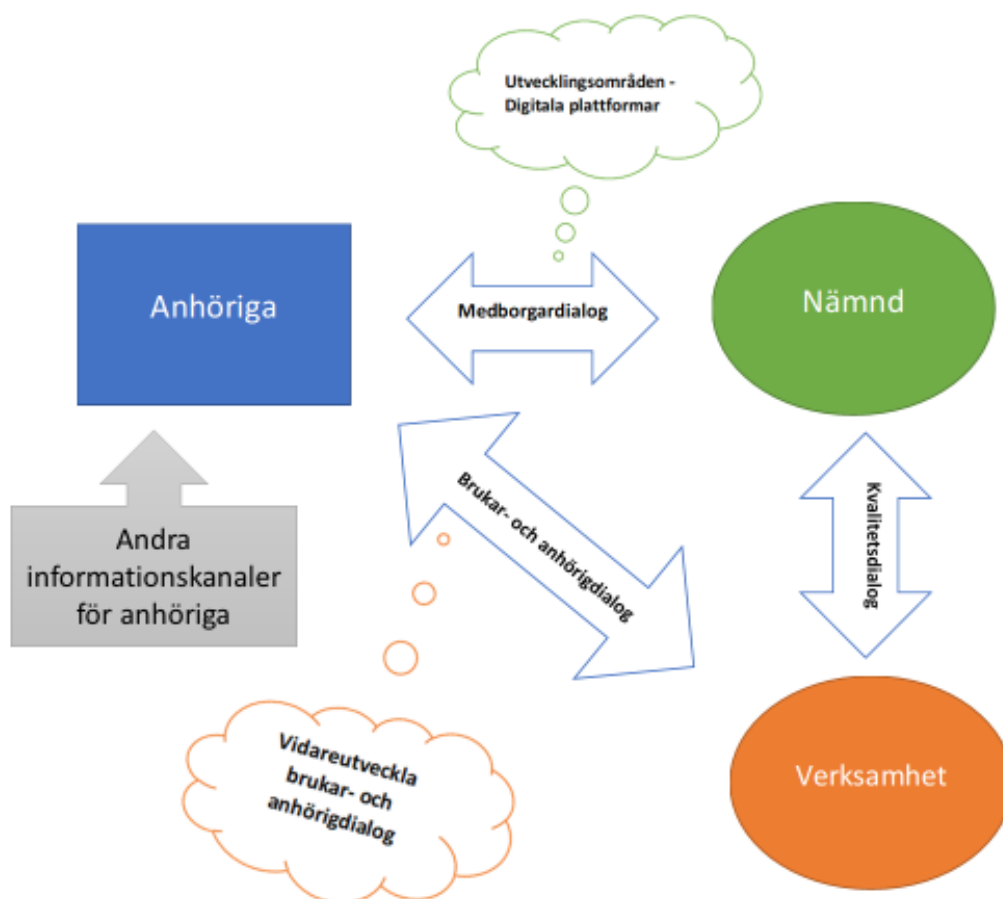 Utvecklingsområden -
Digitala plattformar
Anhöriga
Medborgardialog
Nämnd
Brukar- och anhörigdialog
Kvalitetsdialog
Andra
informationskanaler
för anhöriga
Vidareutveckla
brukar- och
anhörigdialog
Verksamhet